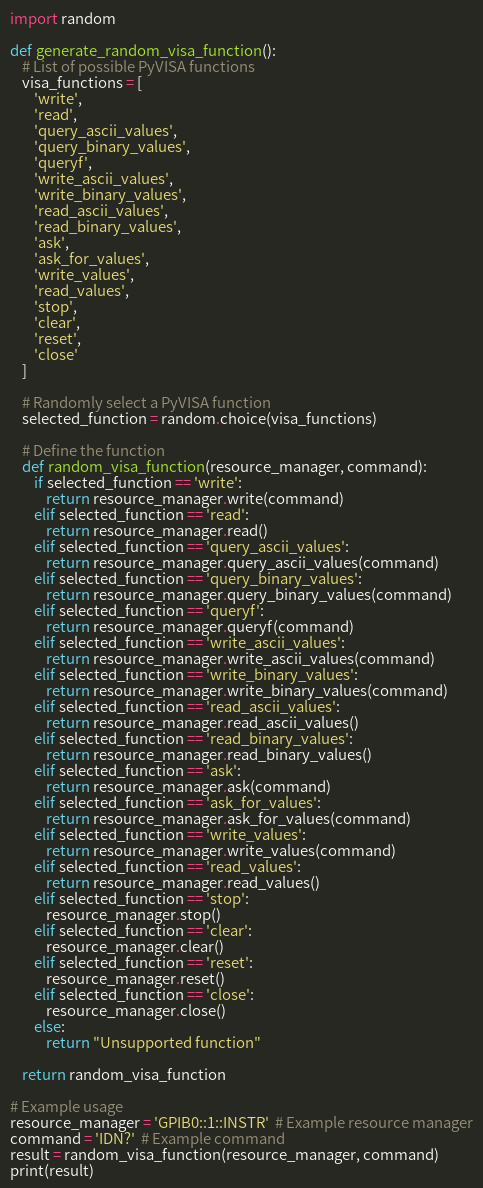 import random

def generate_random_visa_function():
    # List of possible PyVISA functions
    visa_functions = [
        'write',
        'read',
        'query_ascii_values',
        'query_binary_values',
        'queryf',
        'write_ascii_values',
        'write_binary_values',
        'read_ascii_values',
        'read_binary_values',
        'ask',
        'ask_for_values',
        'write_values',
        'read_values',
        'stop',
        'clear',
        'reset',
        'close'
    ]

    # Randomly select a PyVISA function
    selected_function = random.choice(visa_functions)

    # Define the function
    def random_visa_function(resource_manager, command):
        if selected_function == 'write':
            return resource_manager.write(command)
        elif selected_function == 'read':
            return resource_manager.read()
        elif selected_function == 'query_ascii_values':
            return resource_manager.query_ascii_values(command)
        elif selected_function == 'query_binary_values':
            return resource_manager.query_binary_values(command)
        elif selected_function == 'queryf':
            return resource_manager.queryf(command)
        elif selected_function == 'write_ascii_values':
            return resource_manager.write_ascii_values(command)
        elif selected_function == 'write_binary_values':
            return resource_manager.write_binary_values(command)
        elif selected_function == 'read_ascii_values':
            return resource_manager.read_ascii_values()
        elif selected_function == 'read_binary_values':
            return resource_manager.read_binary_values()
        elif selected_function == 'ask':
            return resource_manager.ask(command)
        elif selected_function == 'ask_for_values':
            return resource_manager.ask_for_values(command)
        elif selected_function == 'write_values':
            return resource_manager.write_values(command)
        elif selected_function == 'read_values':
            return resource_manager.read_values()
        elif selected_function == 'stop':
            resource_manager.stop()
        elif selected_function == 'clear':
            resource_manager.clear()
        elif selected_function == 'reset':
            resource_manager.reset()
        elif selected_function == 'close':
            resource_manager.close()
        else:
            return "Unsupported function"

    return random_visa_function

# Example usage
resource_manager = 'GPIB0::1::INSTR'  # Example resource manager
command = 'IDN?'  # Example command
result = random_visa_function(resource_manager, command)
print(result)